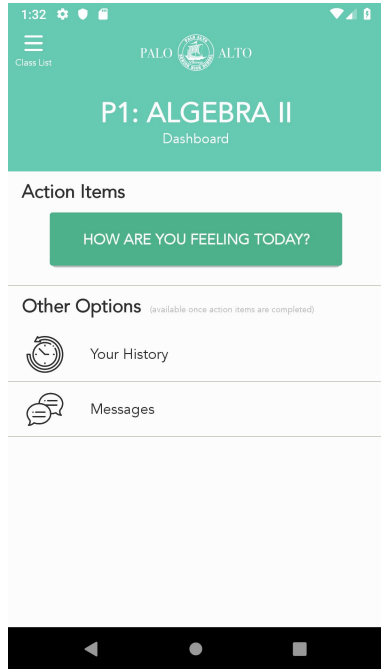 1:32
Class List
PALO ALTO
P1: ALGEBRA II
Dashboard
Action Items
HOW ARE YOU FEELING TODAY?
Other Options (available once action items are completed)
Your History
Messages